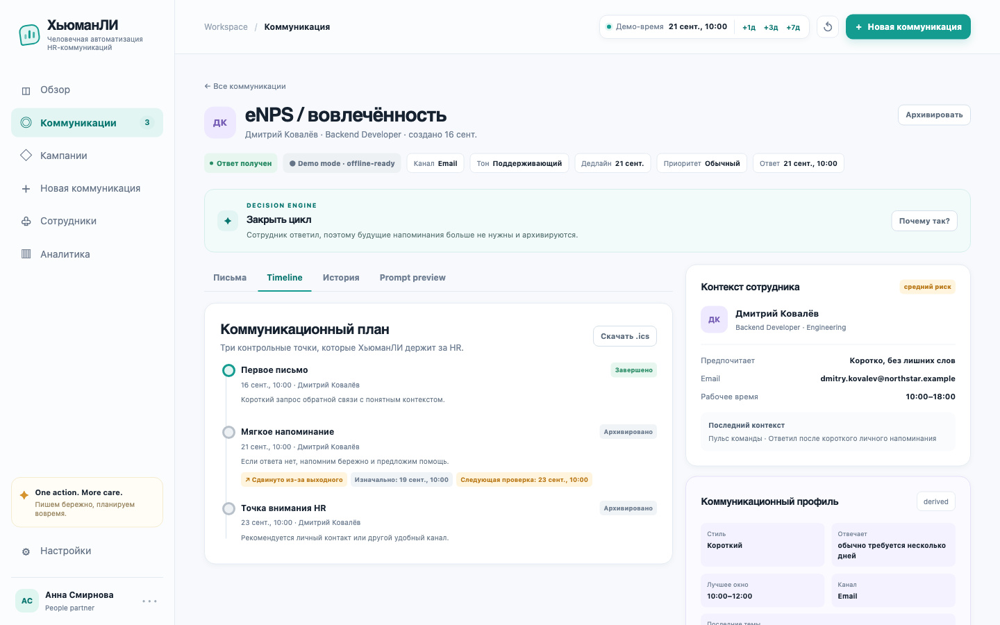 ХьюманЛИ
Человечная автоматизация
HR-коммуникаций
Обзор
Коммуникации 3
Кампании
Новая коммуникация
Сотрудники
Аналитика
One action. More care.
Пишем бережно, планируем
вовремя.
Настройки
АС
Анна Смирнова
People partner
Workspace / Коммуникация
Демо-время 21 сент., 10:00 +1д +3д +7д
+ Новая коммуникация
← Все коммуникации
ДК
eNPS / вовлечённость
Дмитрий Ковалёв · Backend Developer · создано 16 сент.
Архивировать
Ответ получен
Demo mode · offline-ready
Канал Email
Тон Поддерживающий
Дедлайн 21 сент.
Приоритет Обычный
Ответ 21 сент., 10:00
DECISION ENGINE
Закрыть цикл
Сотрудник ответил, поэтому будущие напоминания больше не нужны и архивируются.
Почему так?
Письма Timeline История Prompt preview
Коммуникационный план
Три контрольные точки, которые ХьюманЛИ держит за HR.
Скачать .ics
Первое письмо
Завершено
16 сент., 10:00 · Дмитрий Ковалёв
Короткий запрос обратной связи с понятным контекстом.
Мягкое напоминание
Архивировано
21 сент., 10:00 · Дмитрий Ковалёв
Если ответа нет, напомним бережно и предложим помощь.
↗ Сдвинуто из-за выходного
Изначально: 19 сент., 10:00
Следующая проверка: 23 сент., 10:00
Точка внимания HR
Архивировано
23 сент., 10:00 · Дмитрий Ковалёв
Рекомендуется личный контакт или другой удобный канал.
Контекст сотрудника
средний риск
ДК
Дмитрий Ковалёв
Backend Developer · Engineering
Предпочитает Коротко, без лишних слов
Email dmitry.kovalev@northstar.example
Рабочее время 10:00–18:00
Последний контекст
Пульс команды · Ответил после короткого личного напоминания
Коммуникационный профиль
derived
Стиль
Короткий
Отвечает
обычно требуется несколько
дней
Лучшее окно
10:00–12:00
Канал
Email
Последние темы